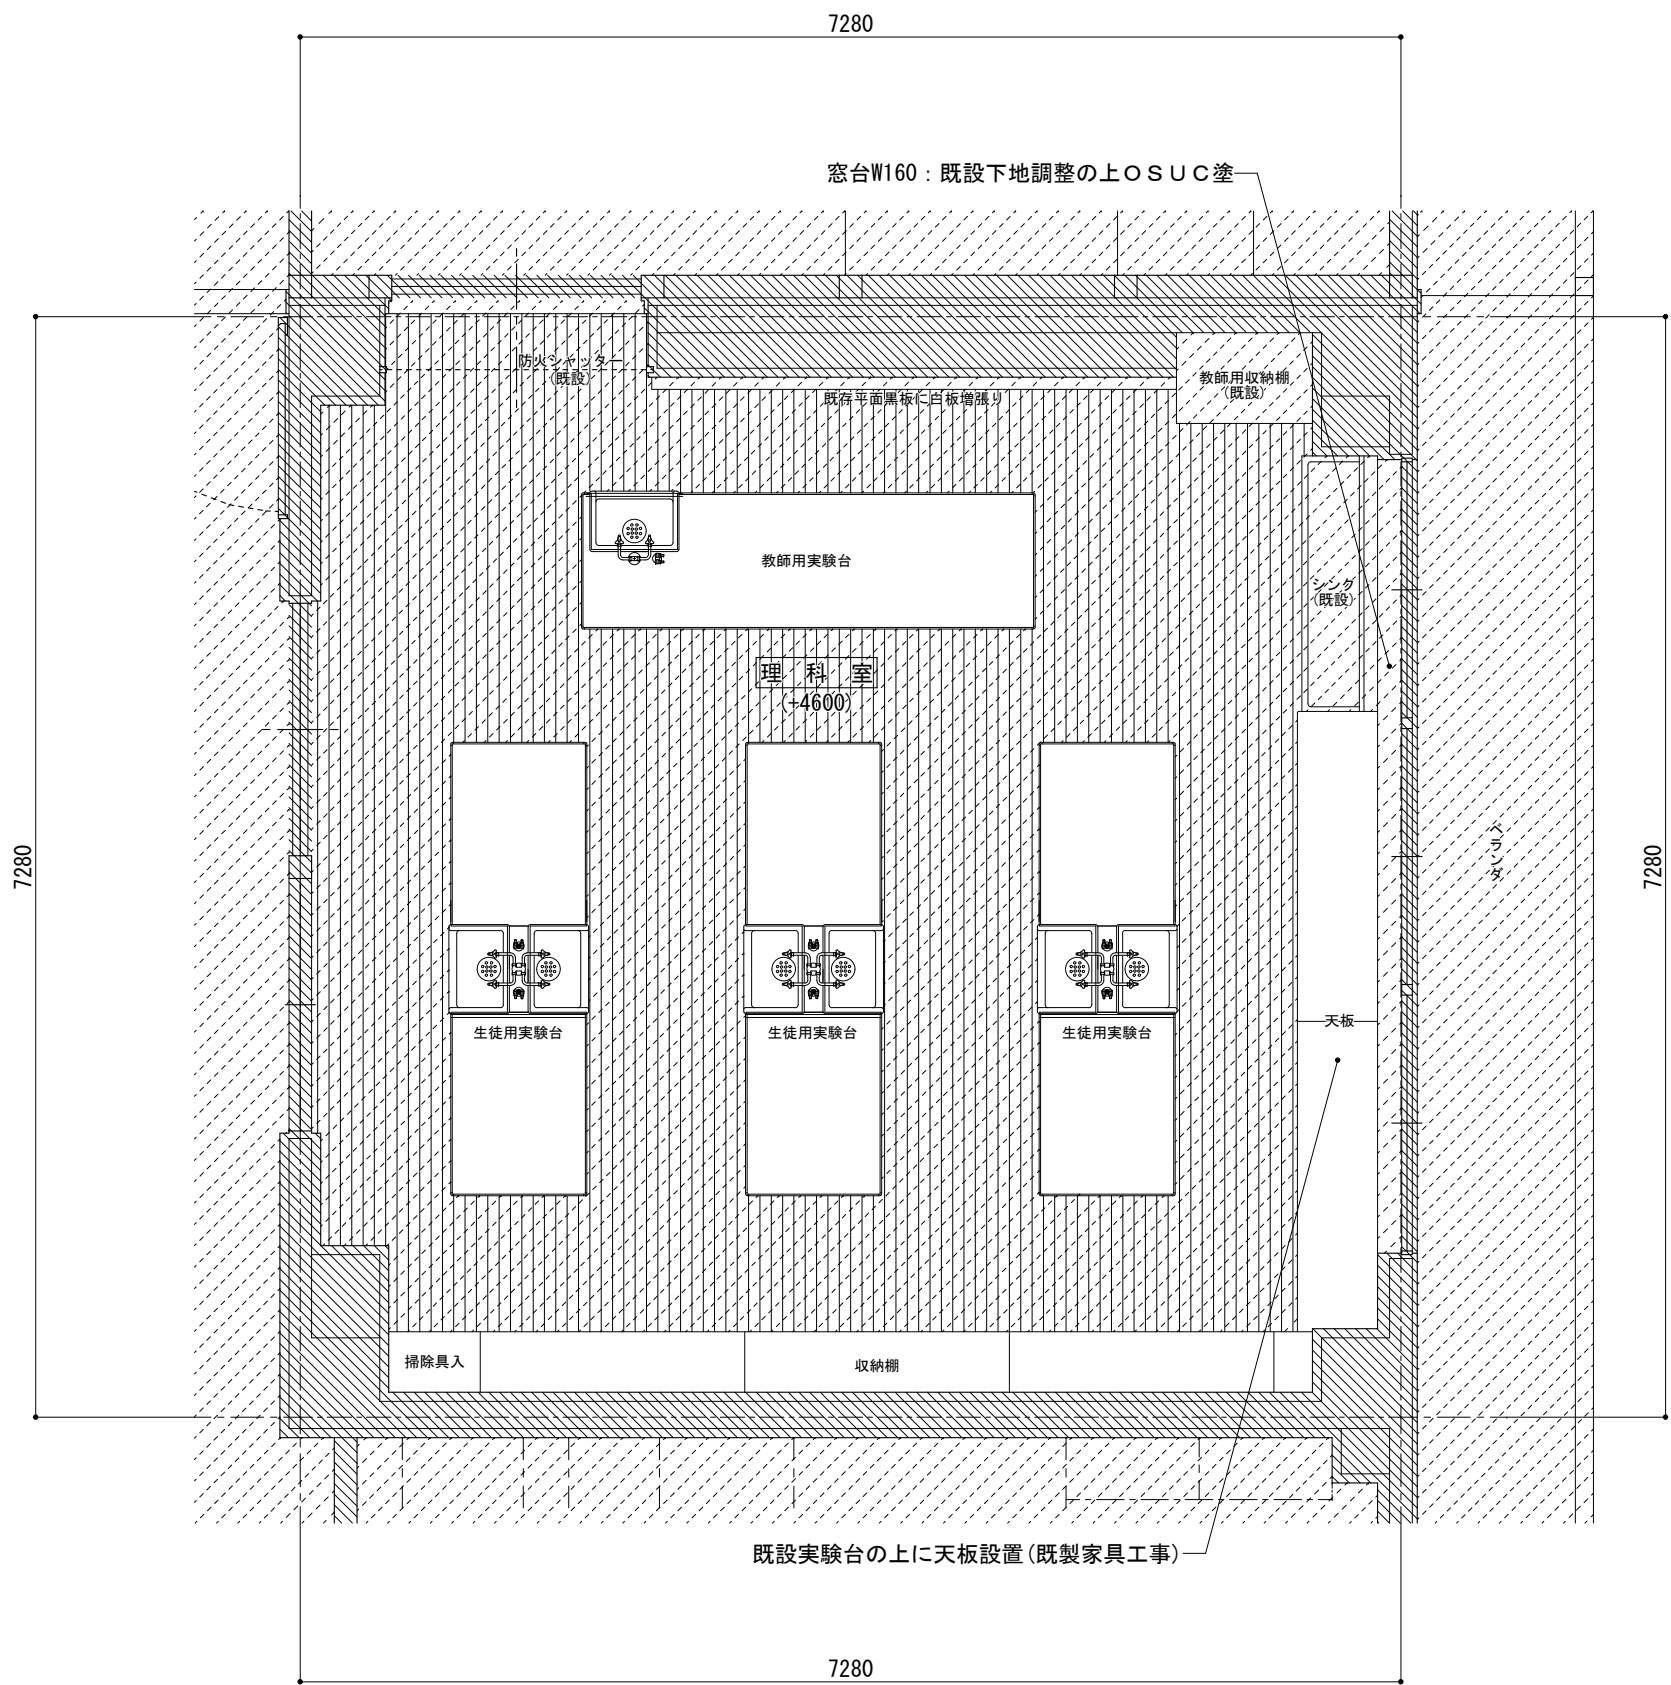 7280
窓台W160：既設下地調整の上ＯＳＵＣ塗
防火シャッター
(既設)
教師用収納棚
(既設)
既存平面黒板に白板増張り
教師用実験台
シンク
(既設)
理科室
(+4600)
7280
7280
ベランダ
天板
生徒用実験台
生徒用実験台
生徒用実験台
掃除具入
収納棚
既設実験台の上に天板設置(既製家具工事)
7280